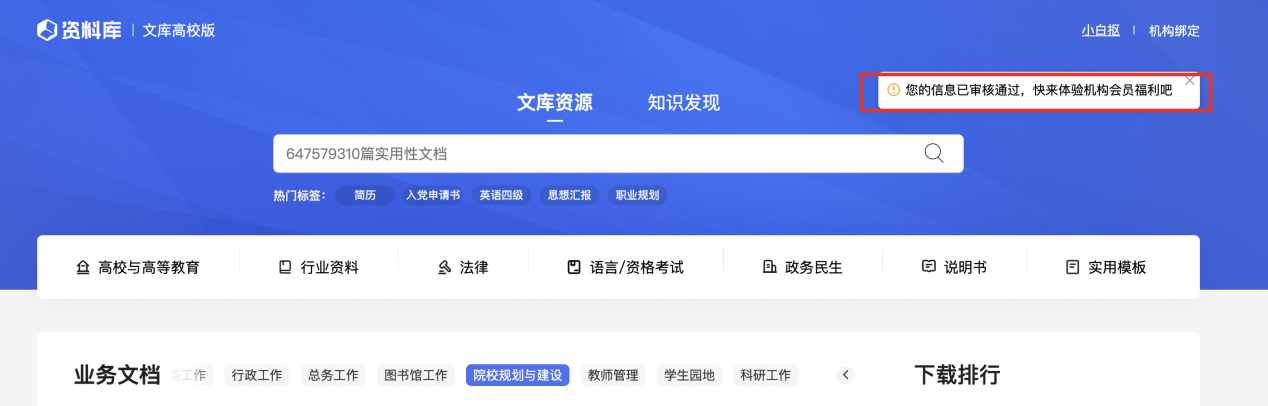 资料库 | 文库高校版
小白抠 | 机构绑定
您的信息已审核通过，快来体验机构会员福利吧
文库资源 知识发现
647579310篇实用性文档
热门标签： 简历 入党申请书 英语四级 思想汇报 职业规划
高校与高等教育 行业资料 法律 语言/资格考试 政务民生 说明书 实用模板
业务文档 务工作 行政工作 总务工作 图书馆工作 院校规划与建设 教师管理 学生园地 科研工作 下载排行